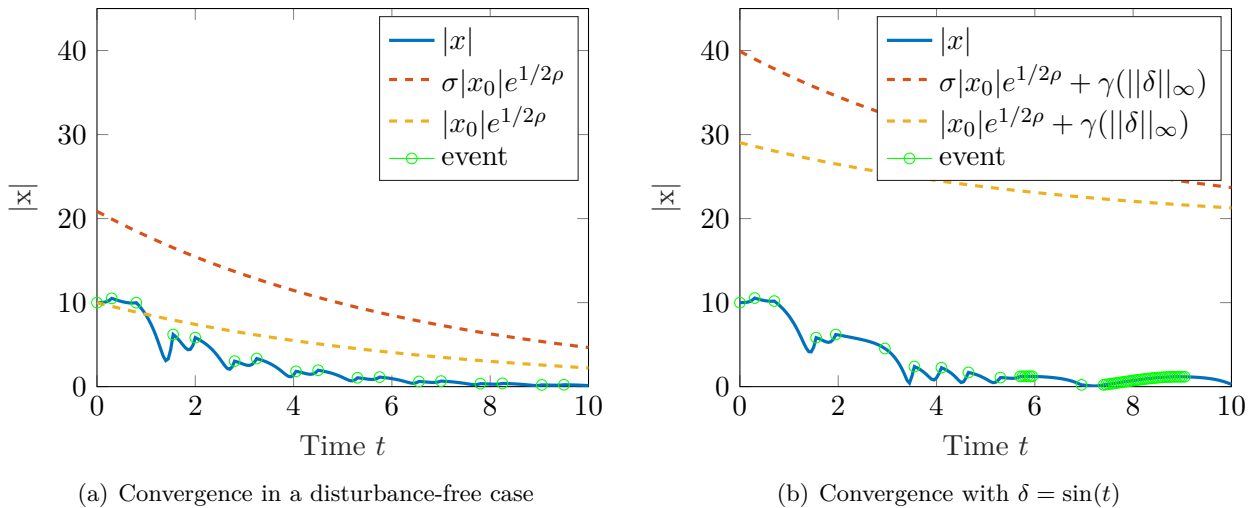 40
30
20
10
0
|x|
|x|
σ|x₀|e^{1/2ρ}
|x₀|e^{1/2ρ}
event
0 2 4 6 8 10
Time t
(a) Convergence in a disturbance-free case
40
30
20
10
0
|x|
|x|
σ|x₀|e^{1/2ρ} + γ(||δ||_∞)
|x₀|e^{1/2ρ} + γ(||δ||_∞)
event
0 2 4 6 8 10
Time t
(b) Convergence with δ = sin(t)